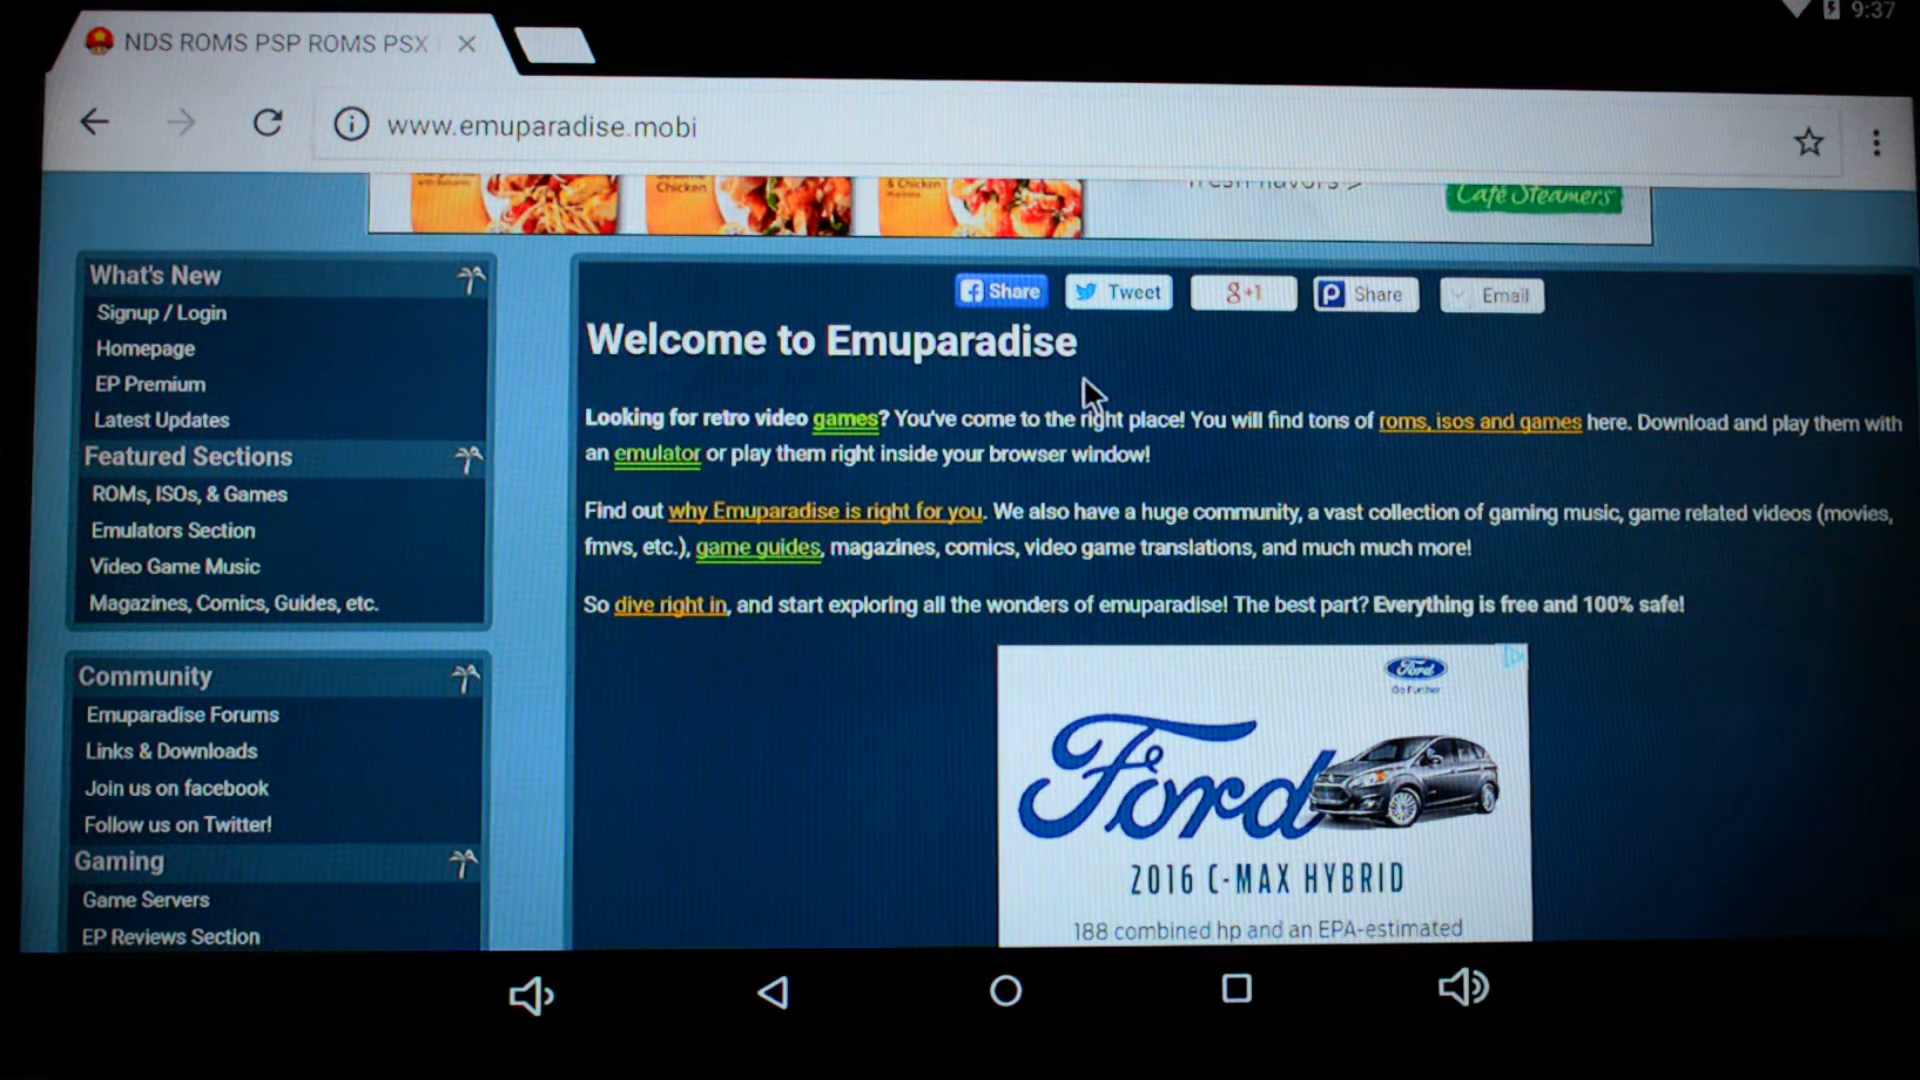 9:37
NDS ROMS PSP ROMS PSX
www.emuparadise.mobi
Chicken
& Chicken
fresh flavors >
Café Steamers
What's New
Signup / Login
Homepage
EP Premium
Latest Updates
Featured Sections
ROMs, ISOs, & Games
Emulators Section
Video Game Music
Magazines, Comics, Guides, etc.
Community
Emuparadise Forums
Links & Downloads
Join us on facebook
Follow us on Twitter!
Gaming
Game Servers
EP Reviews Section
Share
Tweet
g+1
Share
Email
Welcome to Emuparadise
Looking for retro video games? You've come to the right place! You will find tons of roms, isos and games here. Download and play them with
an emulator or play them right inside your browser window!
Find out why Emuparadise is right for you. We also have a huge community, a vast collection of gaming music, game related videos (movies,
fmvs, etc.), game guides, magazines, comics, video game translations, and much much more!
So dive right in, and start exploring all the wonders of emuparadise! The best part? Everything is free and 100% safe!
Ford
Go Further
Ford
2016 C-MAX HYBRID
188 combined hp and an EPA-estimated